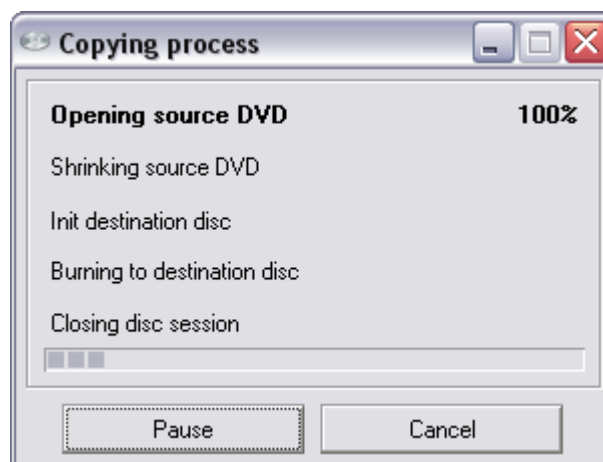 Copying process
Opening source DVD 100%
Shrinking source DVD
Init destination disc
Burning to destination disc
Closing disc session
Pause Cancel